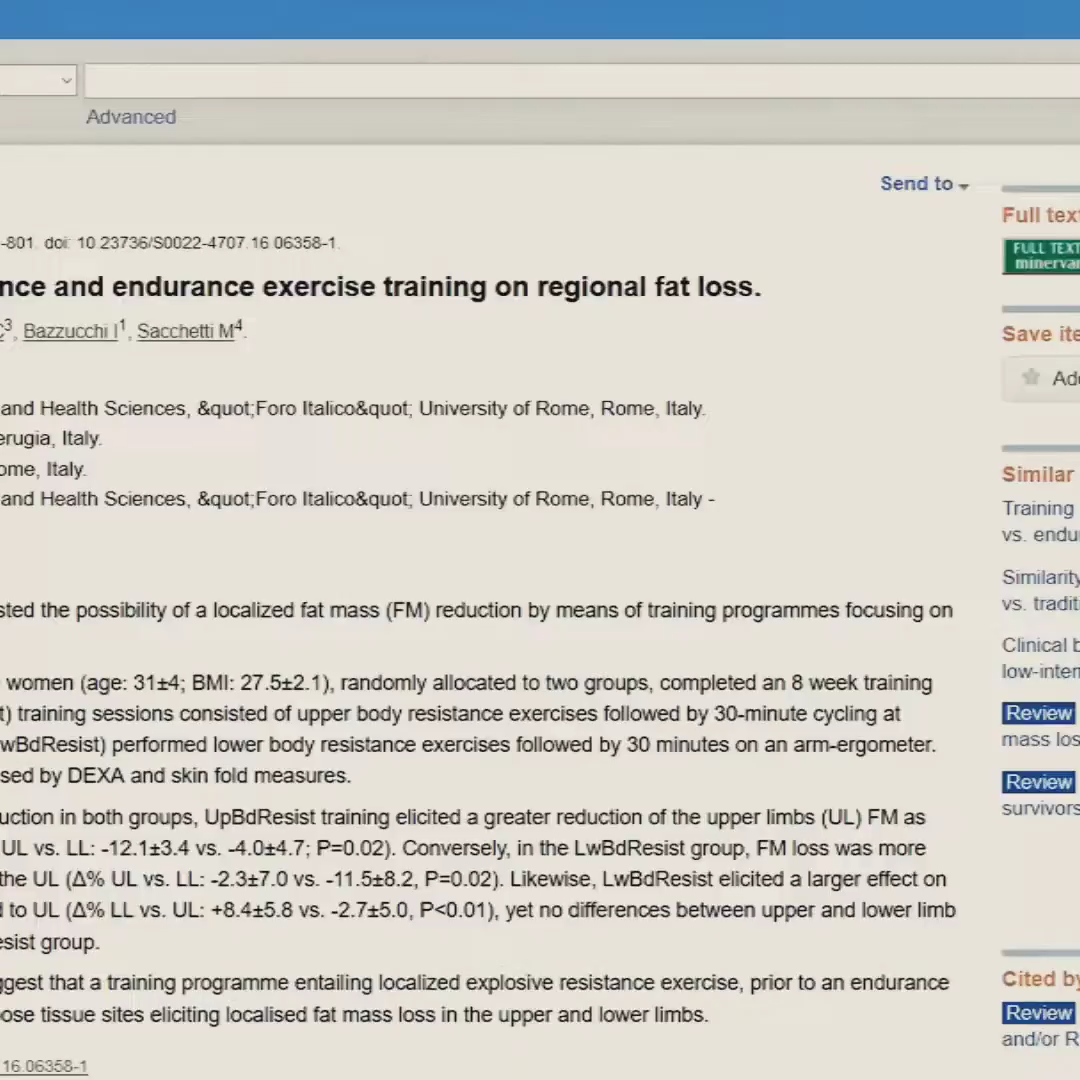 Advanced
Send to
-801. doi: 10.23736/S0022-4707.16.06358-1.
nce and endurance exercise training on regional fat loss.
C3, Bazzucchi I1, Sacchetti M4.
and Health Sciences, &quot;Foro Italico&quot; University of Rome, Rome, Italy.
erugia, Italy.
ome, Italy.
and Health Sciences, &quot;Foro Italico&quot; University of Rome, Rome, Italy -
sted the possibility of a localized fat mass (FM) reduction by means of training programmes focusing on
women (age: 31±4; BMI: 27.5±2.1), randomly allocated to two groups, completed an 8 week training
t) training sessions consisted of upper body resistance exercises followed by 30-minute cycling at
wBdResist) performed lower body resistance exercises followed by 30 minutes on an arm-ergometer.
sed by DEXA and skin fold measures.
uction in both groups, UpBdResist training elicited a greater reduction of the upper limbs (UL) FM as
UL vs. LL: -12.1±3.4 vs. -4.0±4.7; P=0.02). Conversely, in the LwBdResist group, FM loss was more
the UL (Δ% UL vs. LL: -2.3±7.0 vs. -11.5±8.2, P=0.02). Likewise, LwBdResist elicited a larger effect on
d to UL (Δ% LL vs. UL: +8.4±5.8 vs. -2.7±5.0, P<0.01), yet no differences between upper and lower limb
esist group.
ggest that a training programme entailing localized explosive resistance exercise, prior to an endurance
ose tissue sites eliciting localised fat mass loss in the upper and lower limbs.
16.06358-1
Full text
FULL TEXT
minerva
Save ite
Add
Similar
Training
vs. endu
Similarity
vs. tradit
Clinical b
low-inten
Review
mass los
Review
survivors
Cited by
Review
and/or R